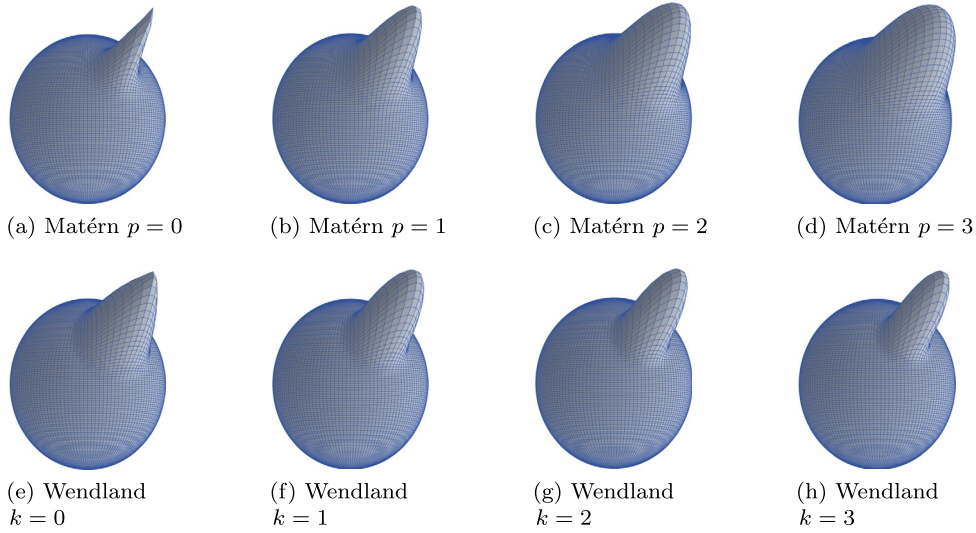 (a) Matérn p = 0
(b) Matérn p = 1
(c) Matérn p = 2
(d) Matérn p = 3
(e) Wendland
k = 0
(f) Wendland
k = 1
(g) Wendland
k = 2
(h) Wendland
k = 3